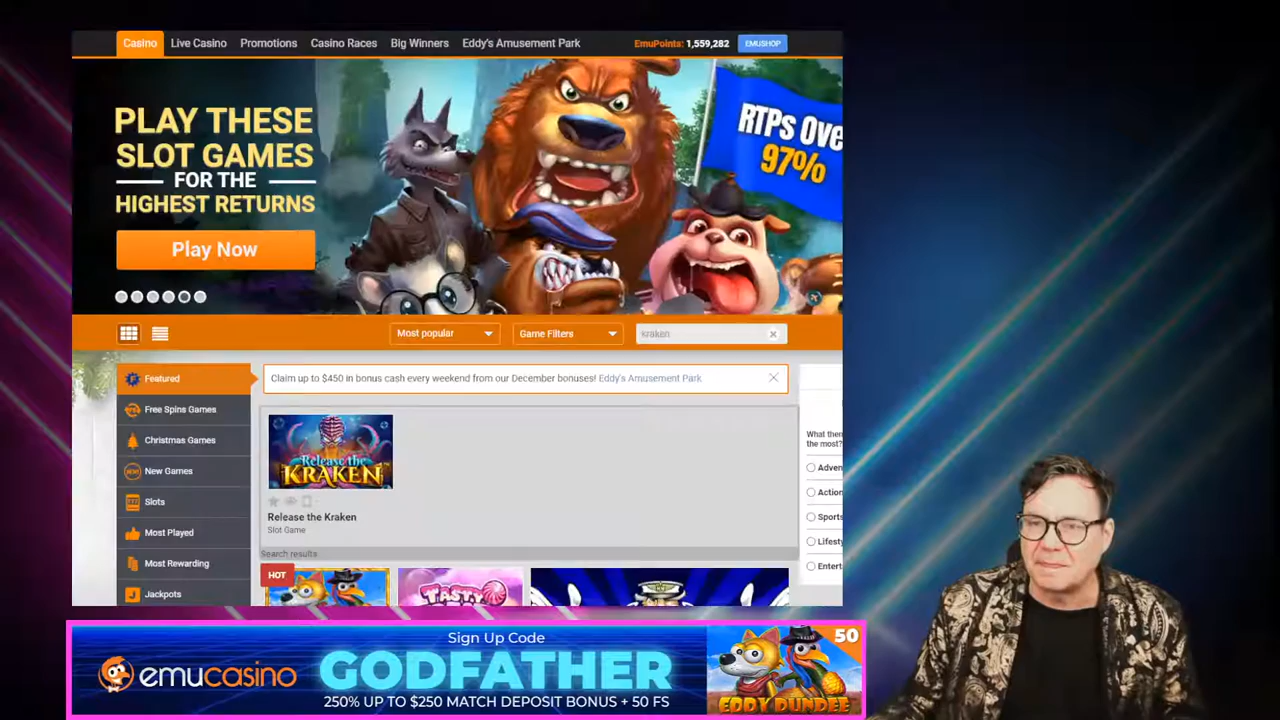 Casino Live Casino Promotions Casino Races Big Winners Eddy's Amusement Park EmuPoints: 1,559,282 EMUSHOP
PLAY THESE
SLOT GAMES
FOR THE
HIGHEST RETURNS
Play Now
RTPs Ove
97%
Most popular Game Filters kraken
Featured
Claim up to $450 in bonus cash every weekend from our December bonuses! Eddy's Amusement Park
Free Spins Games
Christmas Games
New Games
Slots
Most Played
Most Rewarding
Jackpots
Release the
KRAKEN
Release the Kraken
Slot Game
Search results
HOT
TASTY
What then
the most?
Adven
Action
Sports
Lifesty
Entert
emucasino
Sign Up Code
GODFATHER
250% UP TO $250 MATCH DEPOSIT BONUS + 50 FS
50
EDDY DUNDEE